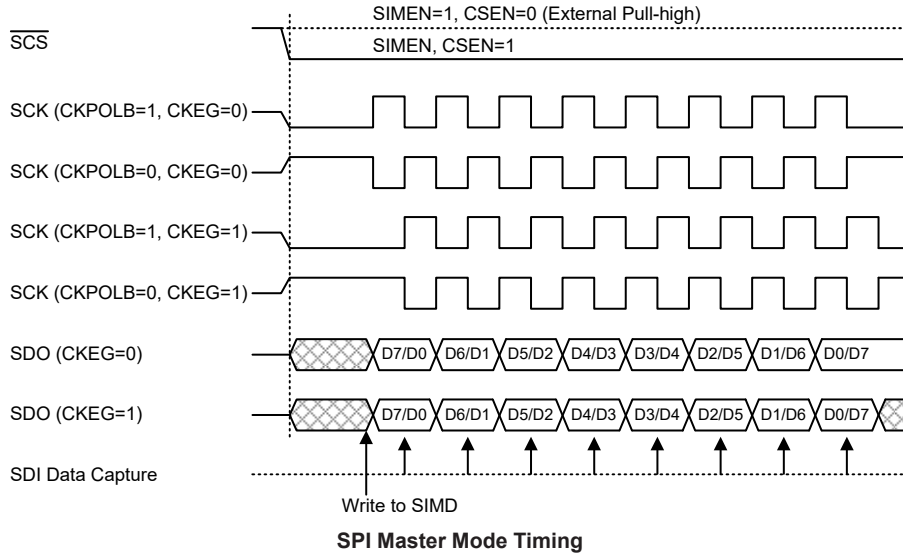 SIMEN=1, CSEN=0 (External Pull-high)
SCS
SIMEN, CSEN=1
SCK (CKPOLB=1, CKEG=0)
SCK (CKPOLB=0, CKEG=0)
SCK (CKPOLB=1, CKEG=1)
SCK (CKPOLB=0, CKEG=1)
SDO (CKEG=0) D7/D0 D6/D1 D5/D2 D4/D3 D3/D4 D2/D5 D1/D6 D0/D7
SDO (CKEG=1) D7/D0 D6/D1 D5/D2 D4/D3 D3/D4 D2/D5 D1/D6 D0/D7
SDI Data Capture
Write to SIMD
SPI Master Mode Timing